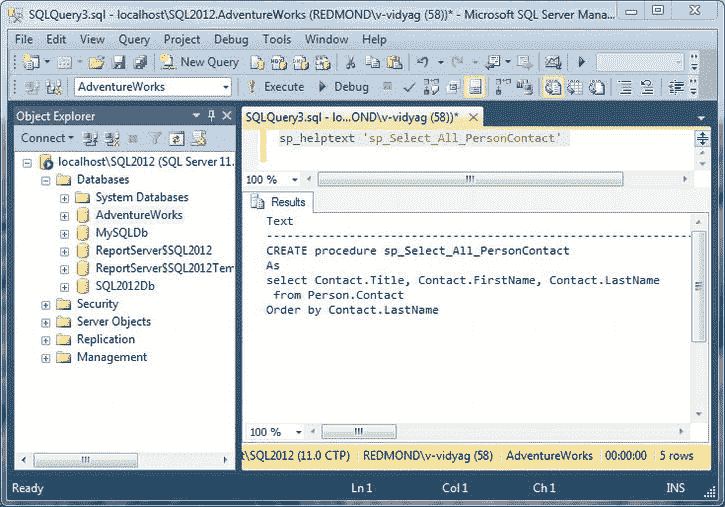 SQLQuery3.sql - localhost\SQL2012.AdventureWorks (REDMOND\v-vidyag (58))* - Microsoft SQL Server Mana...
File Edit View Query Project Debug Tools Window Help
New Query
AdventureWorks Execute Debug
Object Explorer
Connect
localhost\SQL2012 (SQL Server 11.
Databases
System Databases
AdventureWorks
MySQLDb
ReportServer$SQL2012
ReportServer$SQL2012Tem
SQL2012Db
Security
Server Objects
Replication
Management
SQLQuery3.sql - lo...OND\v-vidyag (58))*
sp_helptext 'sp_Select_All_PersonContact'
100 %
Results
Text
--------------------------------------------------------------
CREATE procedure sp_Select_All_PersonContact
As
select Contact.Title, Contact.FirstName, Contact.LastName
from Person.Contact
Order by Contact.LastName
100 %
t\SQL2012 (11.0 CTP) REDMOND\v-vidyag (58) AdventureWorks 00:00:00 5 rows
Ready Ln 1 Col 1 Ch 1 INS